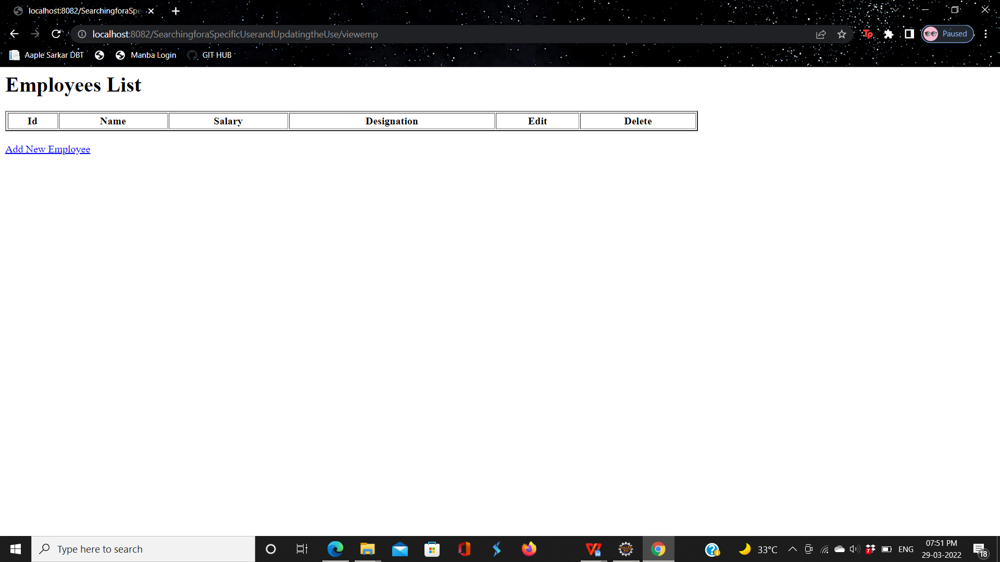 localhost:8082/SearchingforaSpe
localhost:8082/SearchingforaSpecificUserandUpdatingtheUse/viewemp
Tp
Paused
Aaple Sarkar DBT
Manba Login
GIT HUB
Employees List
Id Name Salary Designation Edit Delete
Add New Employee
Type here to search
33°C
7
ENG
07:51 PM
29-03-2022
18